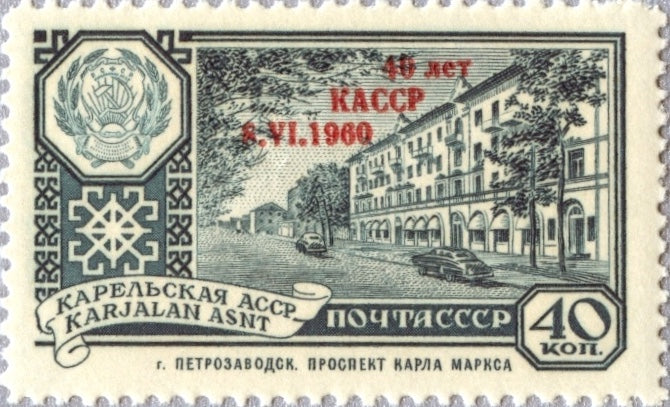 40 лет
КАССР
8.VI.1960
КАРЕЛЬСКАЯ АССР
KARJALAN ASNT
ПОЧТА СССР
40
КОП.
г. ПЕТРОЗАВОДСК. ПРОСПЕКТ КАРЛА МАРКСА